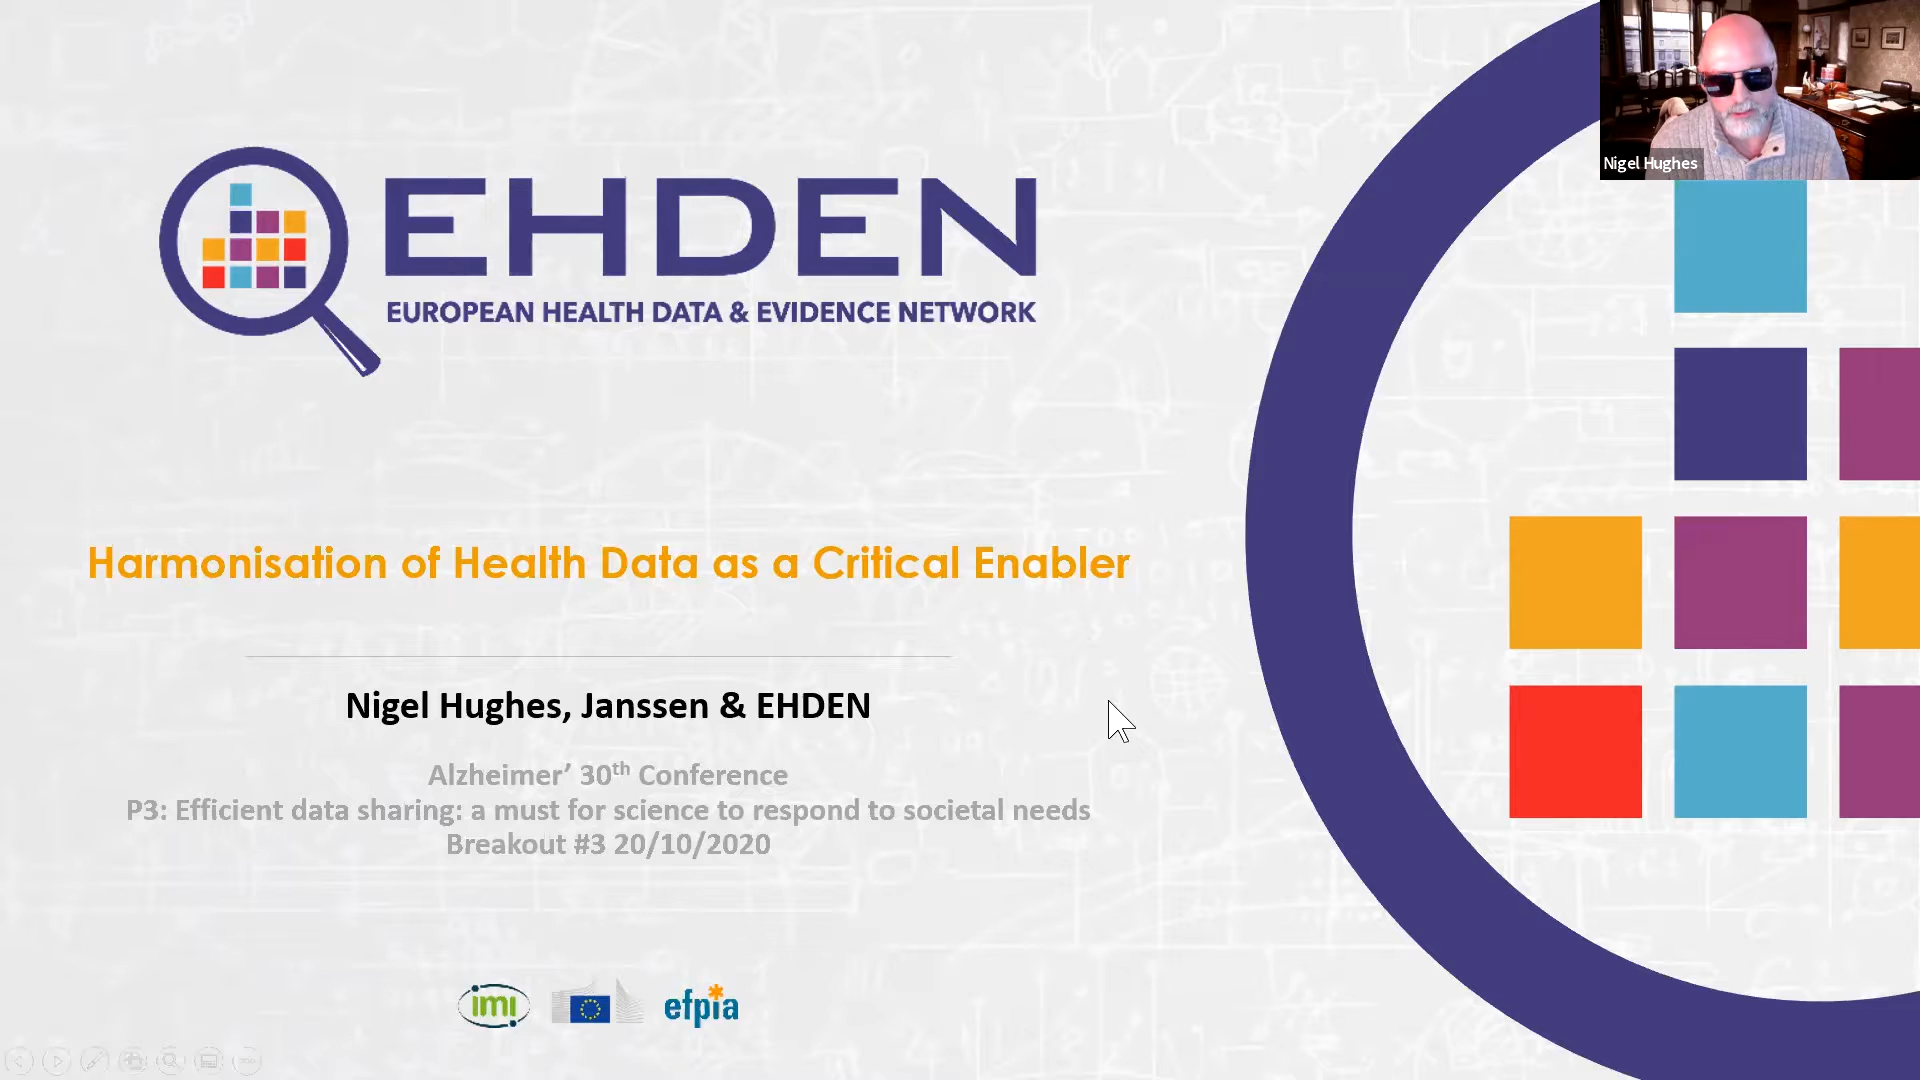 Nigel Hughes
EHDEN
EUROPEAN HEALTH DATA & EVIDENCE NETWORK
Harmonisation of Health Data as a Critical Enabler
Nigel Hughes, Janssen & EHDEN
Alzheimer’ 30th Conference
P3: Efficient data sharing: a must for science to respond to societal needs
Breakout #3 20/10/2020
imi
efpia